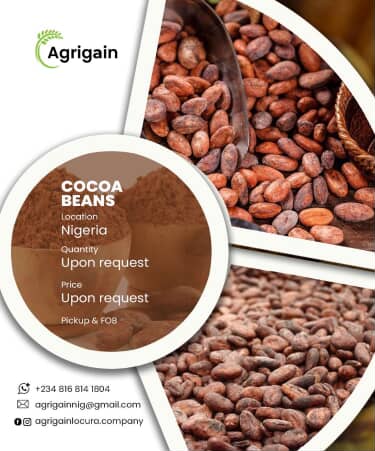 Agrigain
COCOA
BEANS
Location
Nigeria
Quantity
Upon request
Price
Upon request
Pickup & FOB
+234 816 814 1804
agrigainnig@gmail.com
agrigainlocura.company